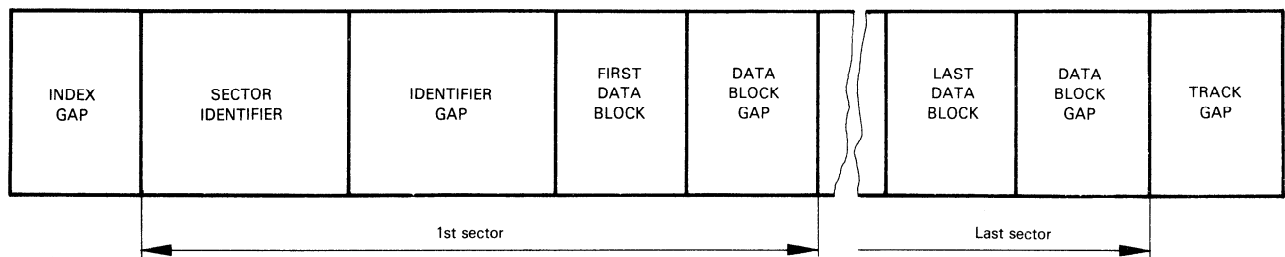 INDEX
GAP
SECTOR
IDENTIFIER
IDENTIFIER
GAP
FIRST
DATA
BLOCK
DATA
BLOCK
GAP
LAST
DATA
BLOCK
DATA
BLOCK
GAP
TRACK
GAP
1st sector
Last sector